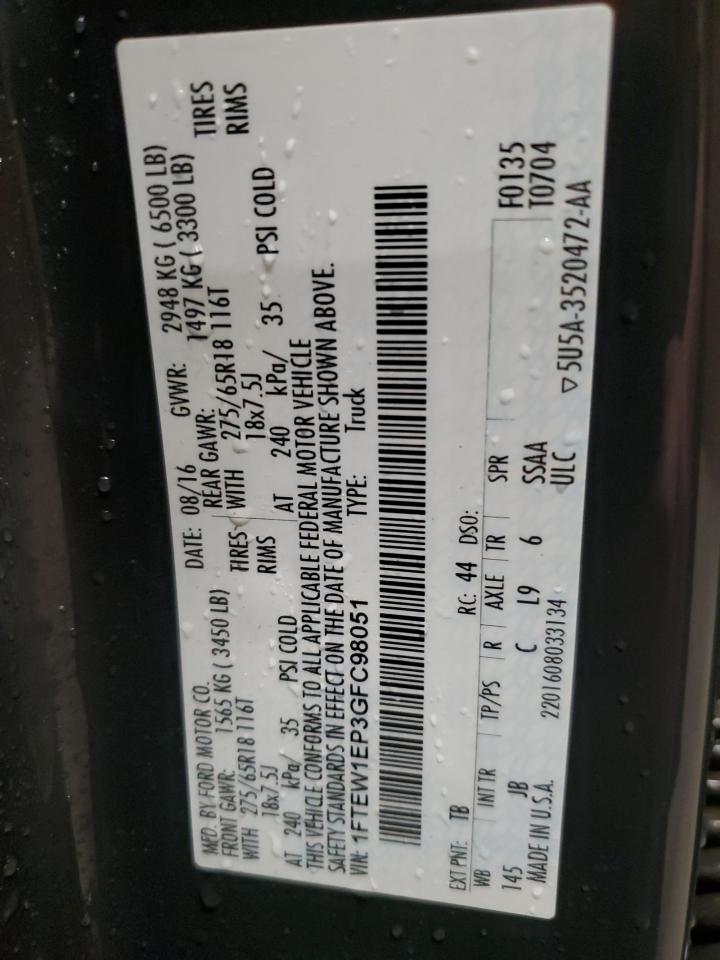 MFD. BY FORD MOTOR CO. DATE: 08/16 GVWR: 2948 KG ( 6500 LB)
FRONT GAWR: 1565 KG ( 3450 LB) REAR GAWR: 1497 KG ( 3300 LB)
WITH 275/65R18 116T TIRES WITH 275/65R18 116T TIRES
18x7.5J RIMS 18x7.5J RIMS
AT 240 kPa/ 35 PSI COLD AT 240 kPa/ 35 PSI COLD
THIS VEHICLE CONFORMS TO ALL APPLICABLE FEDERAL MOTOR VEHICLE
SAFETY STANDARDS IN EFFECT ON THE DATE OF MANUFACTURE SHOWN ABOVE.
VIN: 1FTEW1EP3GFC98051 TYPE: Truck
EXT PNT: TB RC: 44 DSO:
WB INT TR TP/PS R AXLE TR SPR F0135
145 JB C L9 6 SSAA T0704
MADE IN U.S.A. 2201608033134 ULC ▽5U5A-3520472-AA